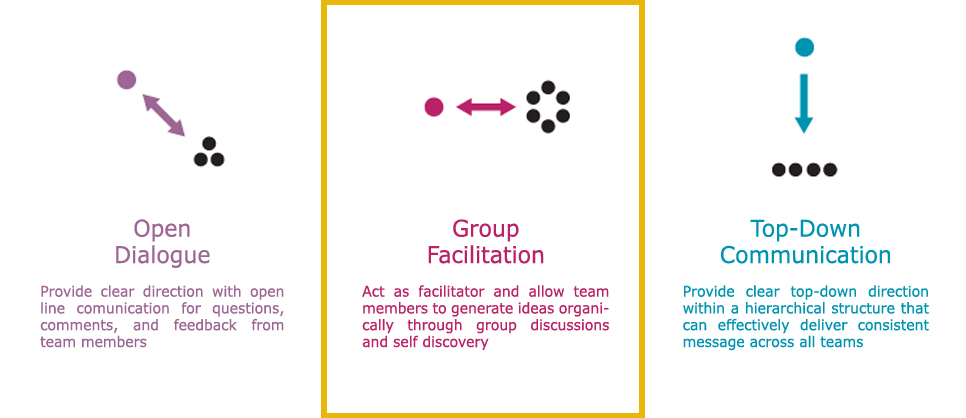 Open
Dialogue
Provide clear direction with open
line comunication for questions,
comments, and feedback from
team members
Group
Facilitation
Act as facilitator and allow team
members to generate ideas organi-
cally through group discussions
and self discovery
Top-Down
Communication
Provide clear top-down direction
within a hierarchical structure that
can effectively deliver consistent
message across all teams